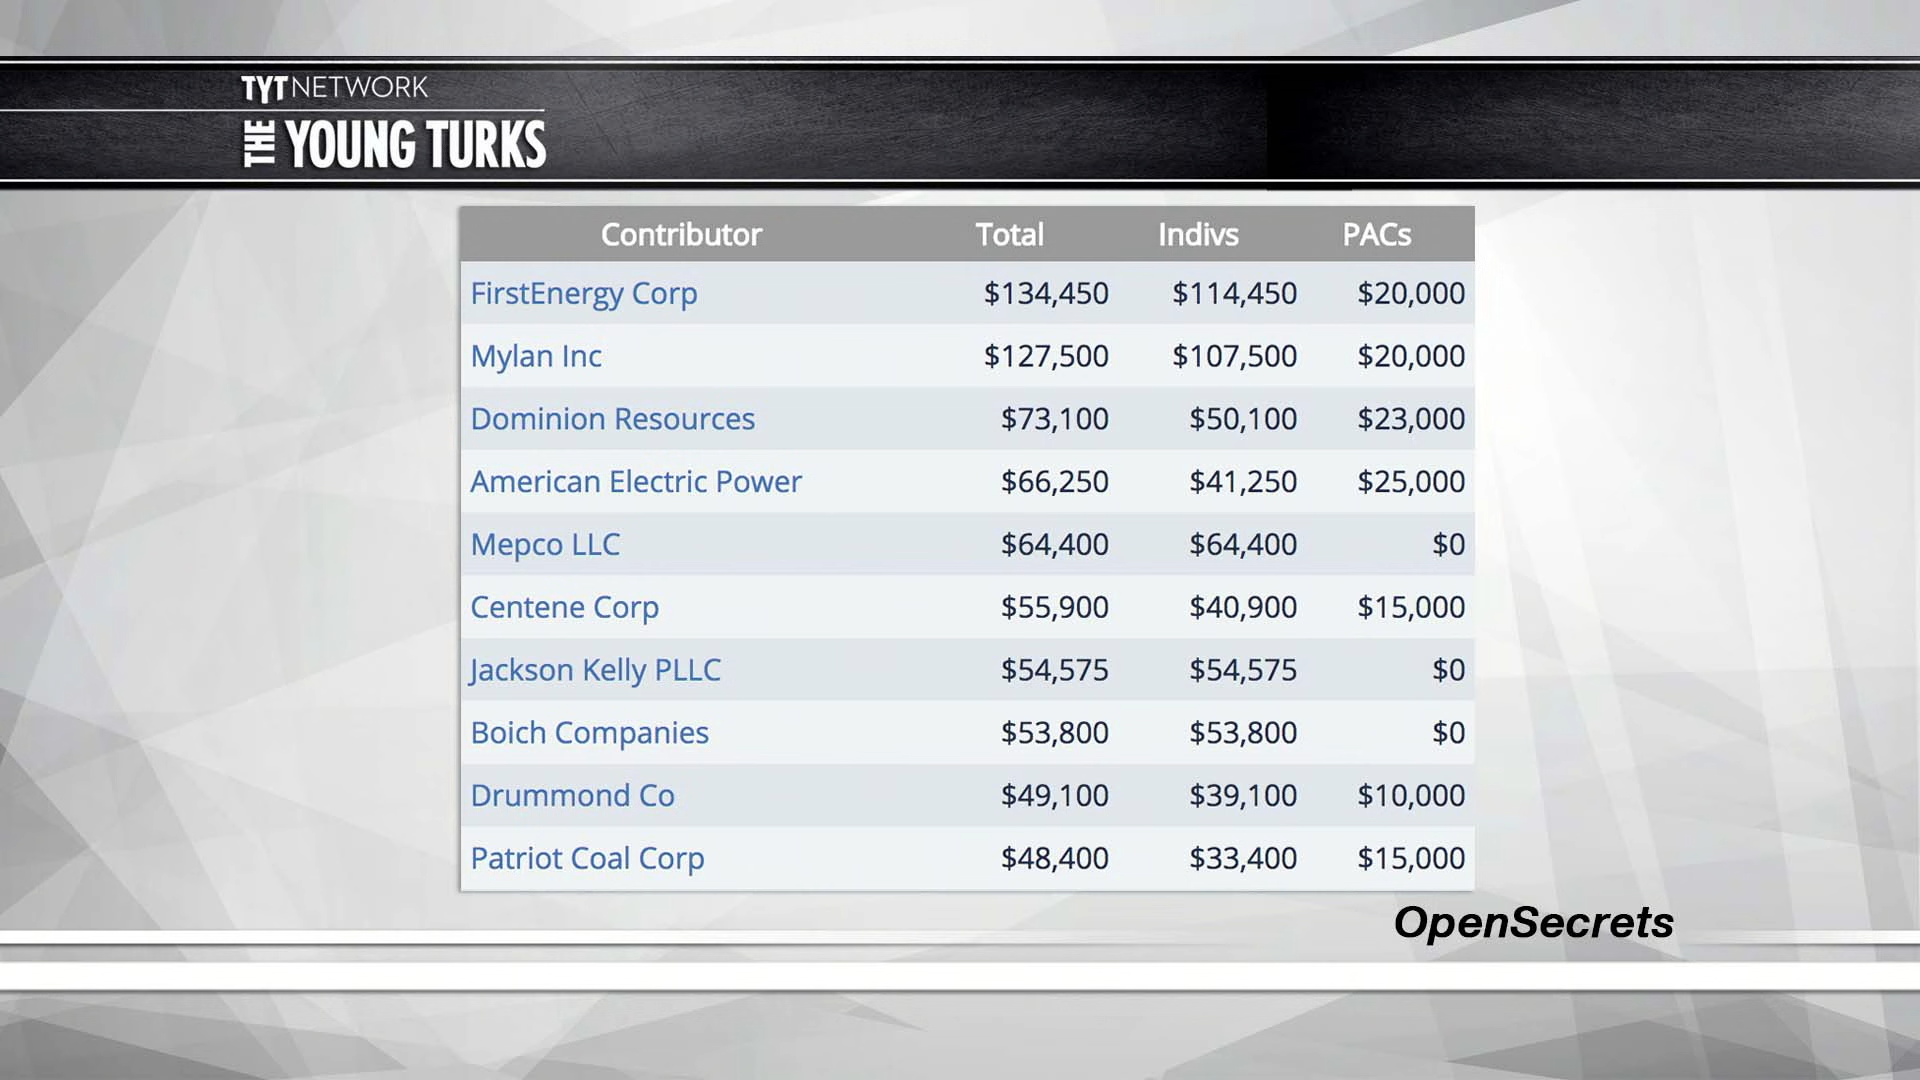 TYT NETWORK
THE YOUNG TURKS
Contributor Total Indivs PACs
FirstEnergy Corp $134,450 $114,450 $20,000
Mylan Inc $127,500 $107,500 $20,000
Dominion Resources $73,100 $50,100 $23,000
American Electric Power $66,250 $41,250 $25,000
Mepco LLC $64,400 $64,400 $0
Centene Corp $55,900 $40,900 $15,000
Jackson Kelly PLLC $54,575 $54,575 $0
Boich Companies $53,800 $53,800 $0
Drummond Co $49,100 $39,100 $10,000
Patriot Coal Corp $48,400 $33,400 $15,000
OpenSecrets